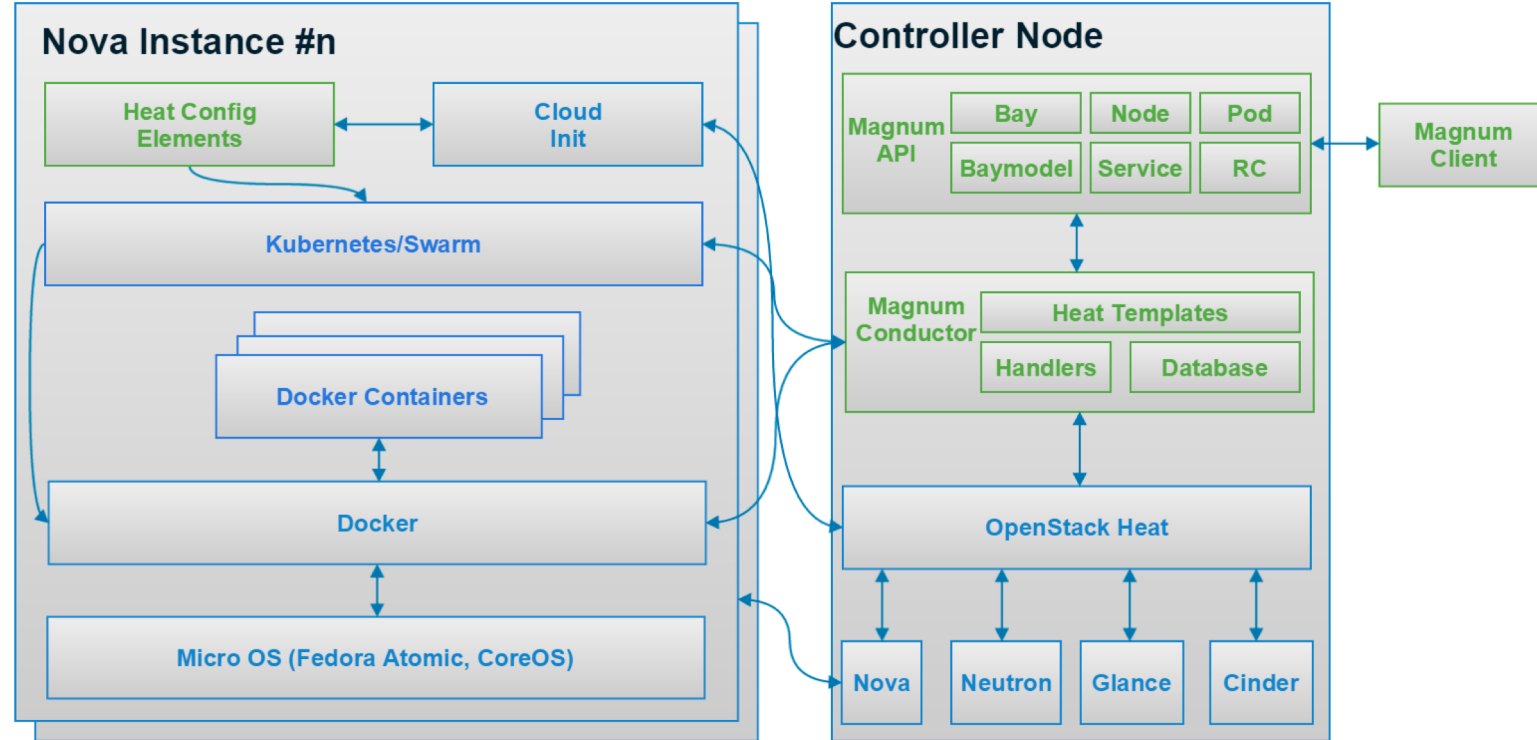 Nova Instance #n
Heat Config
Elements
Cloud
Init
Kubernetes/Swarm
Docker Containers
Docker
Micro OS (Fedora Atomic, CoreOS)
Controller Node
Magnum
API
Bay
Node
Pod
Baymodel
Service
RC
Magnum
Client
Magnum
Conductor
Heat Templates
Handlers
Database
OpenStack Heat
Nova
Neutron
Glance
Cinder